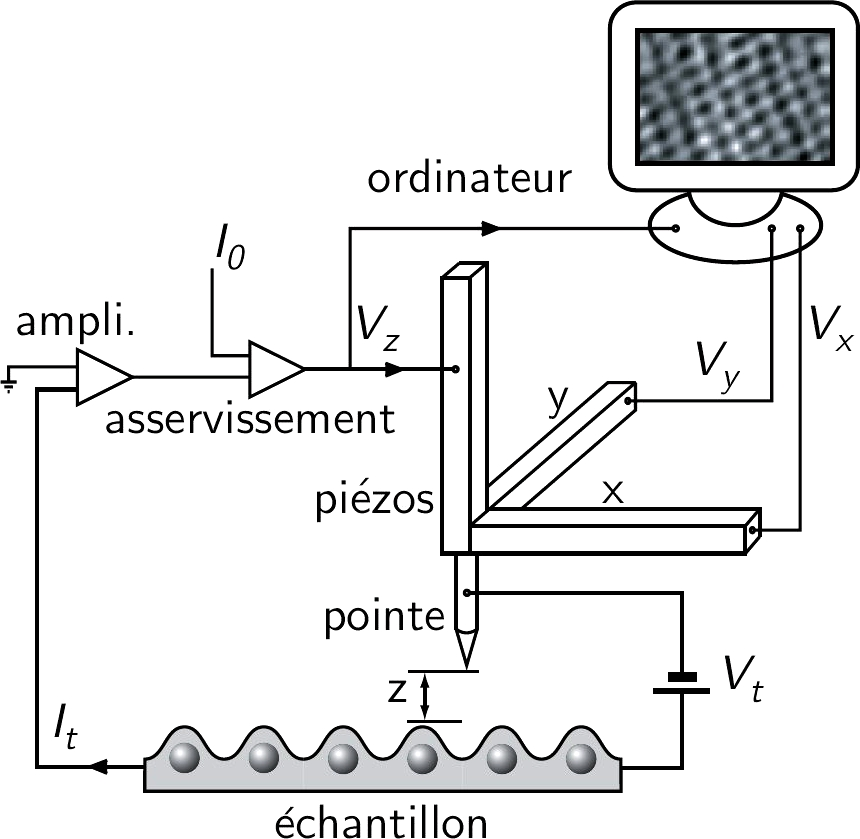 ordinateur
I0
ampli.
Vz
Vx
Vy
y
asservissement
x
piézos
pointe
z
Vt
It
échantillon